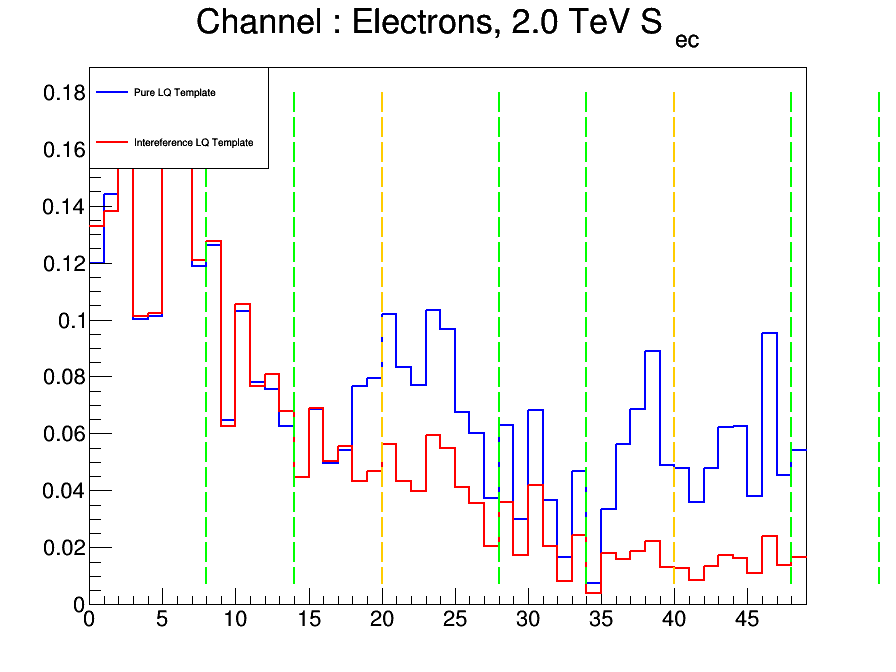 Channel : Electrons, 2.0 TeV S ec
0.18
Pure LQ Template
0.16
Intereference LQ Template
0.14
0.12
0.1
0.08
0.06
0.04
0.02
0
0 5 10 15 20 25 30 35 40 45